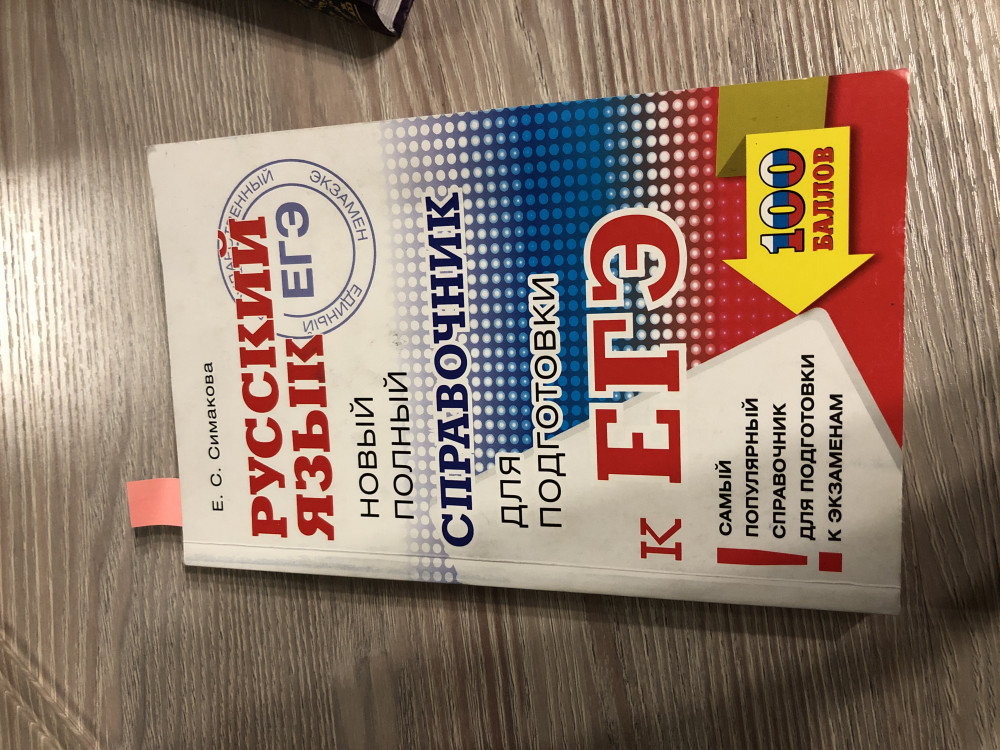 Е. С. Симакова
РУССКИЙ
ЯЗЫК
ЕДИНЫЙ
ЭКЗАМЕН
ЕГЭ
НОВЫЙ
ПОЛНЫЙ
СПРАВОЧНИК
ДЛЯ
ПОДГОТОВКИ
К ЕГЭ
!
САМЫЙ
ПОПУЛЯРНЫЙ
СПРАВОЧНИК
ДЛЯ ПОДГОТОВКИ
К ЭКЗАМЕНАМ
100
БАЛЛОВ